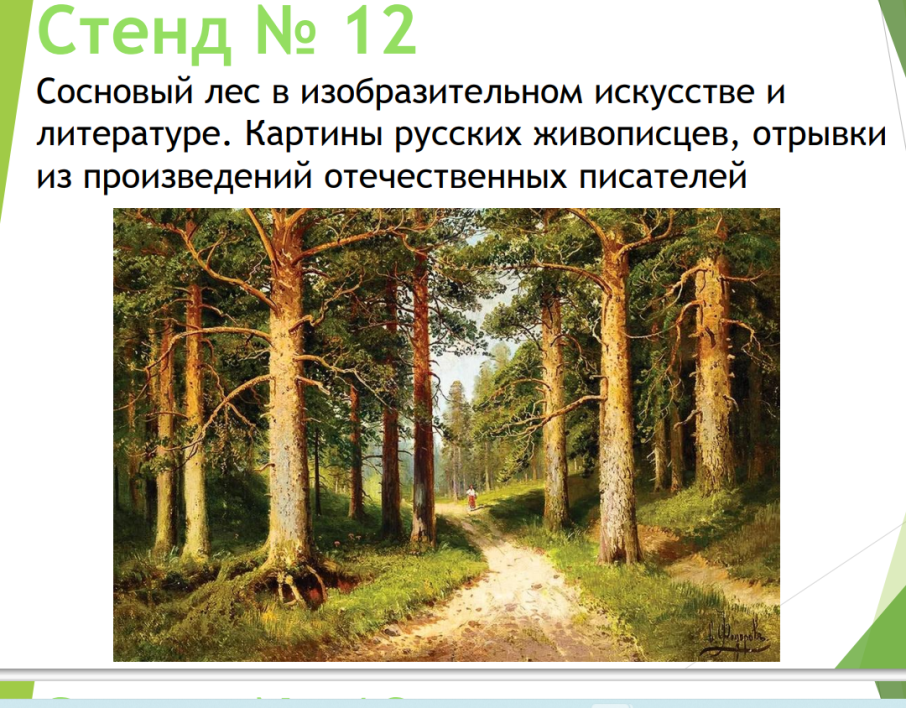 Стенд № 12
Сосновый лес в изобразительном искусстве и
литературе. Картины русских живописцев, отрывки
из произведений отечественных писателей